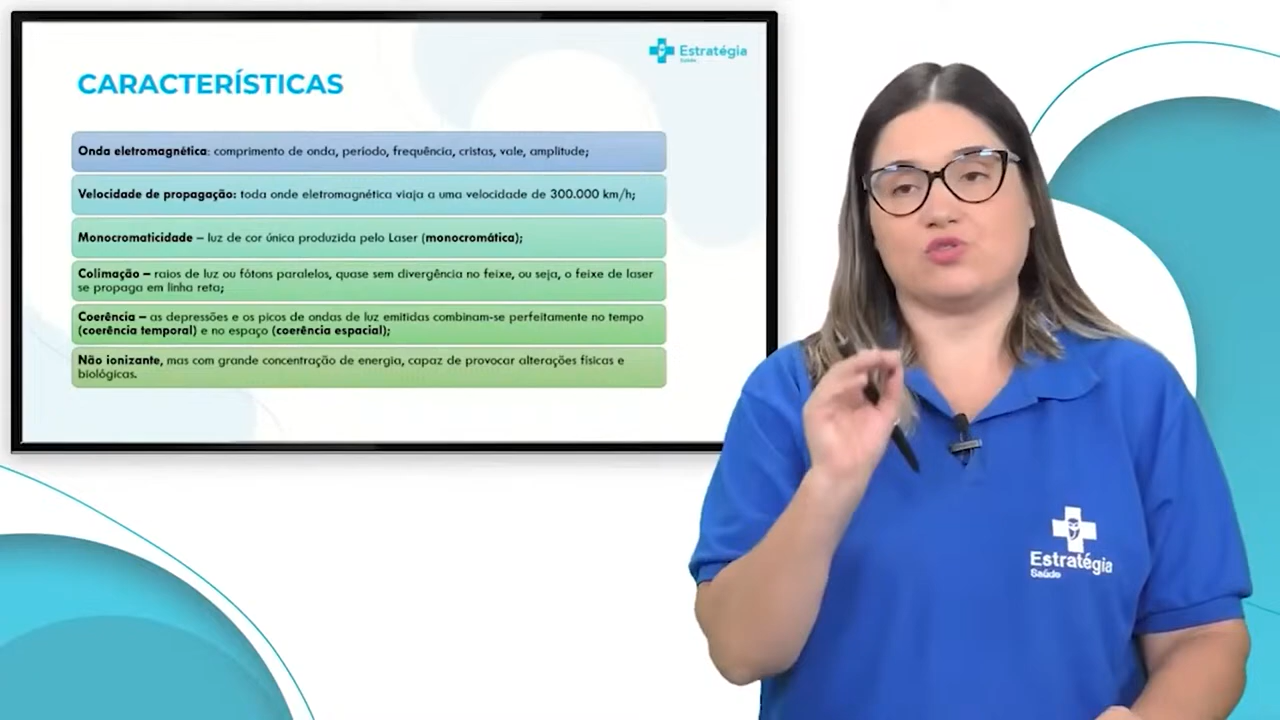 Estratégia
Saúde
CARACTERÍSTICAS
Onda eletromagnética: comprimento de onda, período, frequência, cristas, vale, amplitude;
Velocidade de propagação: toda onde eletromagnética viaja a uma velocidade de 300.000 km/h;
Monocromaticidade – luz de cor única produzida pelo Laser (monocromática);
Colimação – raios de luz ou fótons paralelos, quase sem divergência no feixe, ou seja, o feixe de laser
se propaga em linha reta;
Coerência – as depressões e os picos de ondas de luz emitidas combinam-se perfeitamente no tempo
(coerência temporal) e no espaço (coerência espacial);
Não ionizante, mas com grande concentração de energia, capaz de provocar alterações físicas e
biológicas.
Estratégia
Saúde